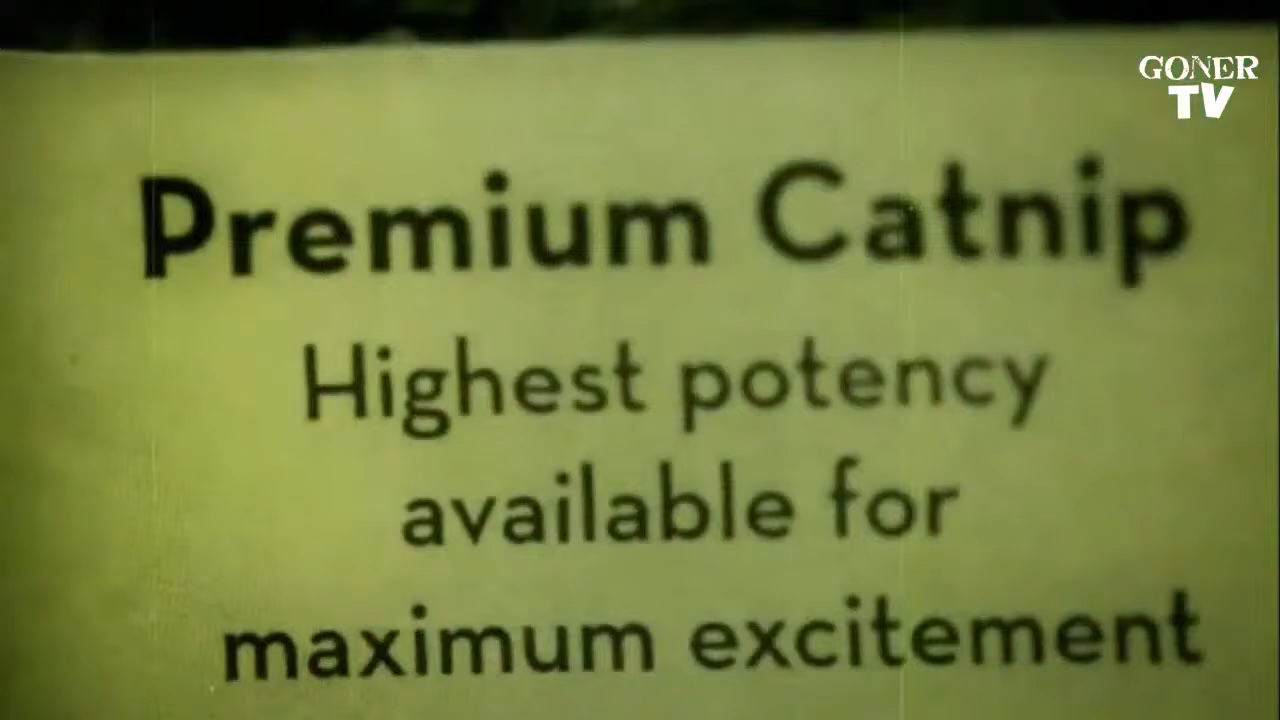 GONER
TV
Premium Catnip
Highest potency
available for
maximum excitement